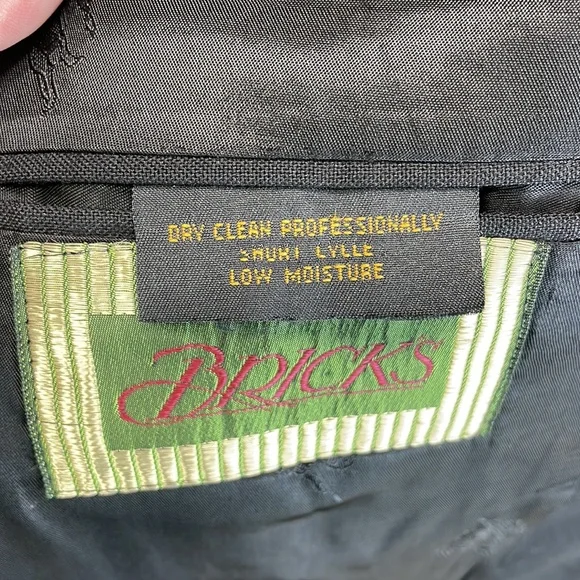 DRY CLEAN PROFESSIONALLY
SHORT CYCLE
LOW MOISTURE
BRICKS